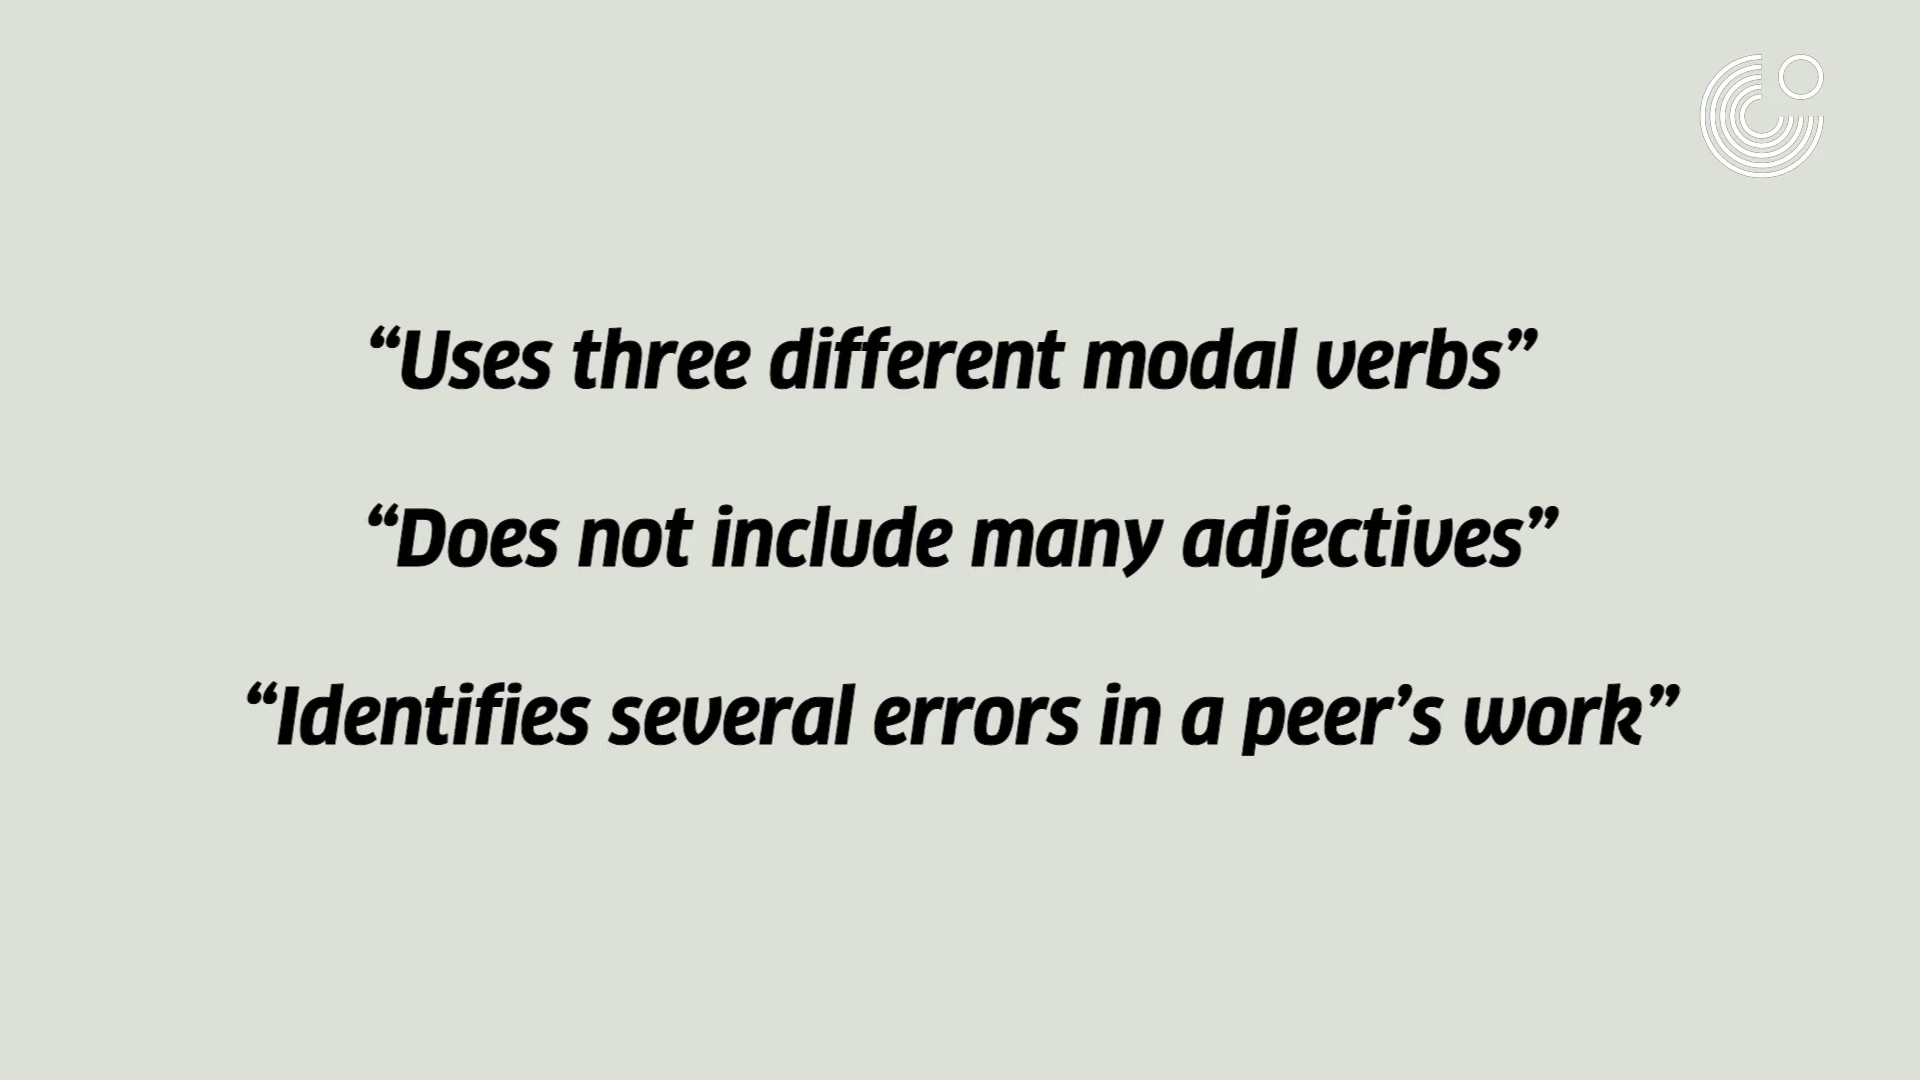 “Uses three different modal verbs”
“Does not include many adjectives”
“Identifies several errors in a peer’s work”